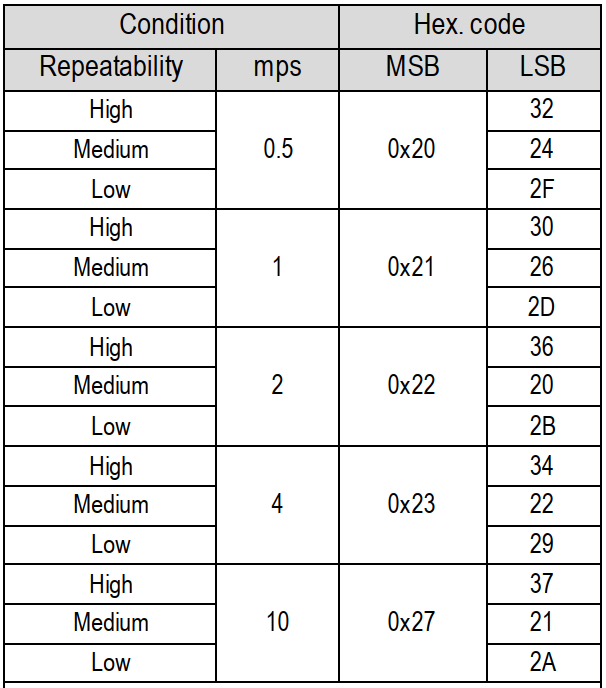 Condition Hex. code
Repeatability mps MSB LSB
High 32
Medium 0.5 0x20 24
Low 2F
High 30
Medium 1 0x21 26
Low 2D
High 36
Medium 2 0x22 20
Low 2B
High 34
Medium 4 0x23 22
Low 29
High 37
Medium 10 0x27 21
Low 2A